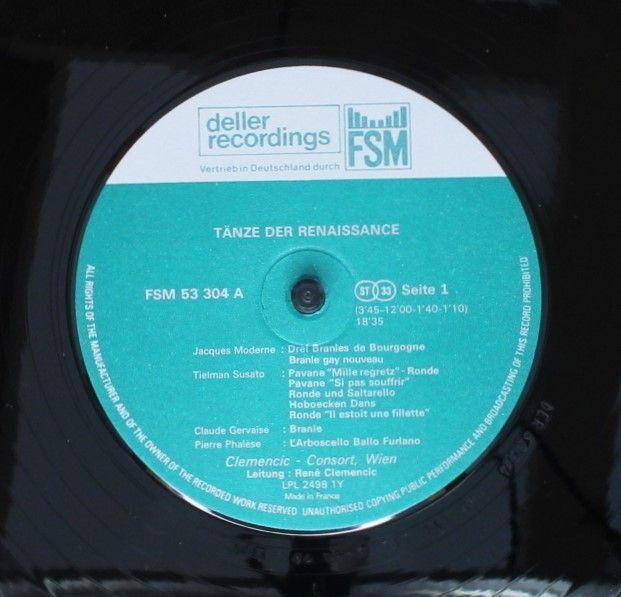 deller
recordings
FSM
Vertrieb in Deutschland durch
TÄNZE DER RENAISSANCE
FSM 53 304 A
ST 33 Seite 1
(3'45-12'00-1'40-1'10)
18'35
Jacques Moderne : Drei Branles de Bourgogne
Branle gay nouveau
Tielman Susato : Pavane "Mille regretz" - Ronde
Pavane "Si pas souffrir"
Ronde und Saltarello
Hoboecken Dans
Ronde "Il estoit une fillette"
Claude Gervaise : Branle
Pierre Phalèse : L'Arboscello Ballo Furlano
Clemencic - Consort, Wien
Leitung : René Clemencic
LPL 2498 1Y
Made in France
ALL RIGHTS OF THE MANUFACTURER AND OF THE OWNER OF THE RECORDED WORK RESERVED UNAUTHORISED COPYING PUBLIC PERFORMANCE AND BROADCASTING OF THIS RECORD PROHIBITED